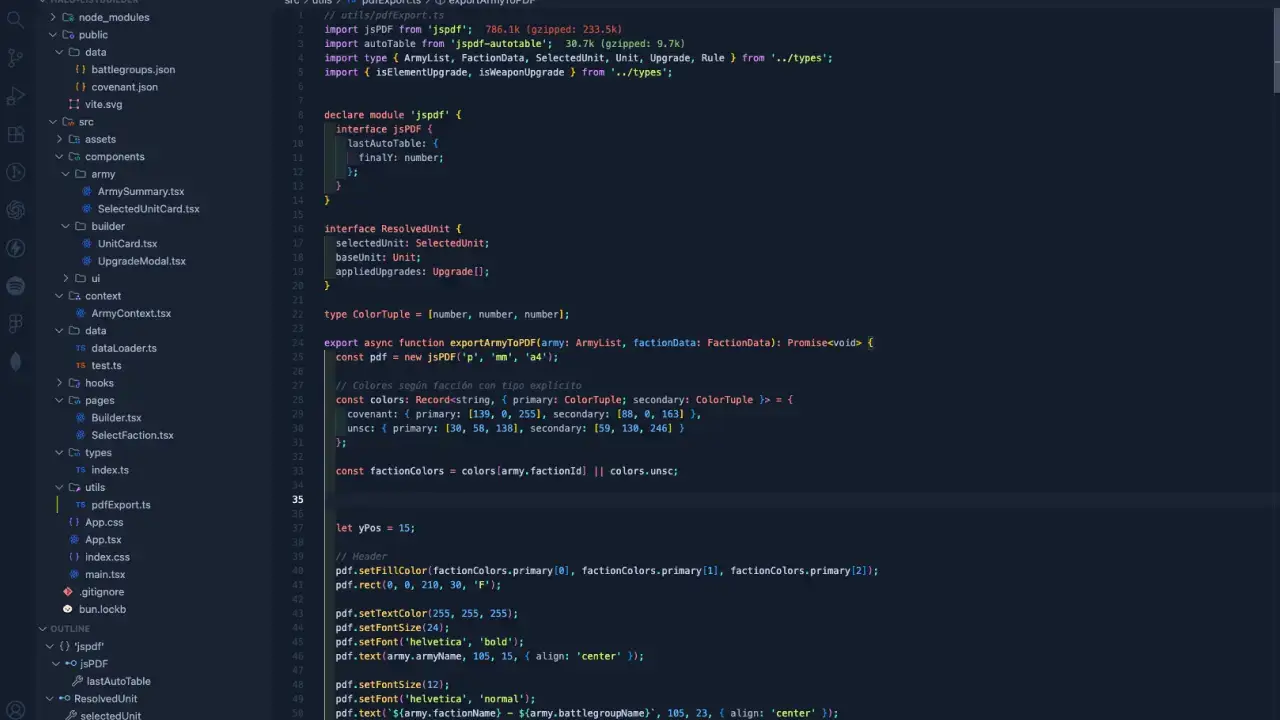 HALO-LISTBUILDER
node_modules
public
data
battlegroups.json
covenant.json
vite.svg
src
assets
components
army
ArmySummary.tsx
SelectedUnitCard.tsx
builder
UnitCard.tsx
UpgradeModal.tsx
ui
context
ArmyContext.tsx
data
dataLoader.ts
test.ts
hooks
pages
Builder.tsx
SelectFaction.tsx
types
index.ts
utils
pdfExport.ts
App.css
App.tsx
index.css
main.tsx
.gitignore
bun.lockb
OUTLINE
'jspdf'
jsPDF
lastAutoTable
ResolvedUnit
selectedUnit
src > utils > pdfExport.ts > exportArmyToPDF
1 // utils/pdfExport.ts
2 import jsPDF from 'jspdf'; 786.1k (gzipped: 233.5k)
3 import autoTable from 'jspdf-autotable'; 30.7k (gzipped: 9.7k)
4 import type { ArmyList, FactionData, SelectedUnit, Unit, Upgrade, Rule } from '../types';
5 import { isElementUpgrade, isWeaponUpgrade } from '../types';
6
7
8 declare module 'jspdf' {
9 interface jsPDF {
10 lastAutoTable: {
11 finalY: number;
12 };
13 }
14 }
15
16 interface ResolvedUnit {
17 selectedUnit: SelectedUnit;
18 baseUnit: Unit;
19 appliedUpgrades: Upgrade[];
20 }
21
22 type ColorTuple = [number, number, number];
23
24 export async function exportArmyToPDF(army: ArmyList, factionData: FactionData): Promise<void> {
25 const pdf = new jsPDF('p', 'mm', 'a4');
26
27 // Colores según facción con tipo explícito
28 const colors: Record<string, { primary: ColorTuple; secondary: ColorTuple }> = {
29 covenant: { primary: [139, 0, 255], secondary: [88, 0, 163] },
30 unsc: { primary: [30, 58, 138], secondary: [59, 130, 246] }
31 };
32
33 const factionColors = colors[army.factionId] || colors.unsc;
34
35
36
37 let yPos = 15;
38
39 // Header
40 pdf.setFillColor(factionColors.primary[0], factionColors.primary[1], factionColors.primary[2]);
41 pdf.rect(0, 0, 210, 30, 'F');
42
43 pdf.setTextColor(255, 255, 255);
44 pdf.setFontSize(24);
45 pdf.setFont('helvetica', 'bold');
46 pdf.text(army.armyName, 105, 15, { align: 'center' });
47
48 pdf.setFontSize(12);
49 pdf.setFont('helvetica', 'normal');
50 pdf.text(`${army.factionName} - ${army.battlegroupName}`, 105, 23, { align: 'center' });